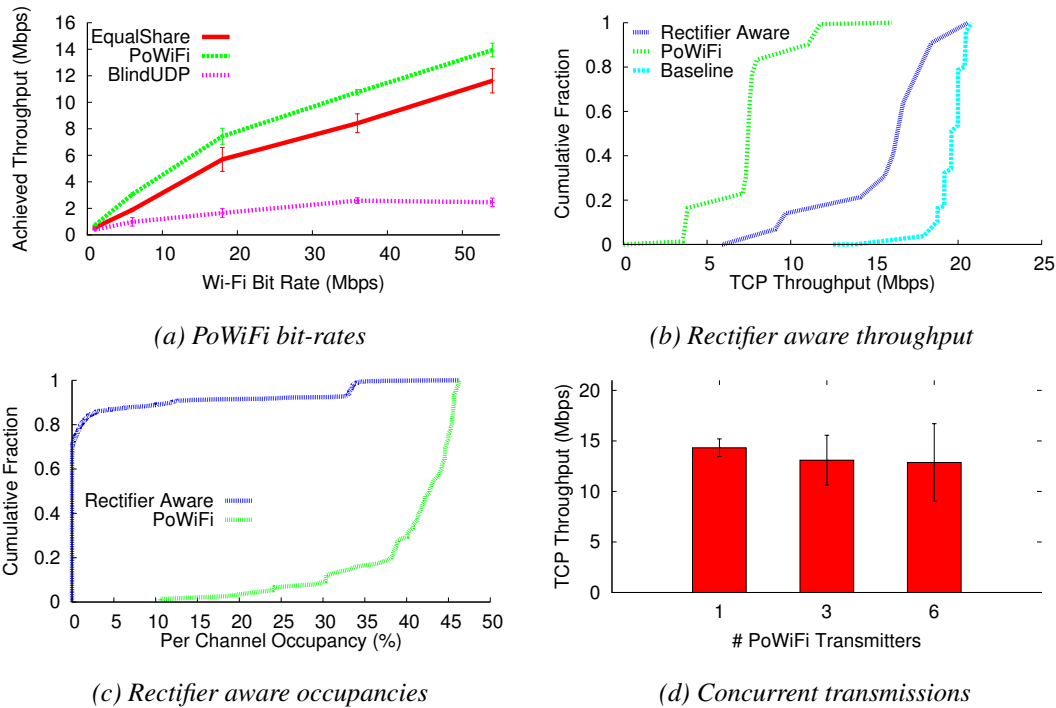 Achieved Throughput (Mbps)
16
14
12
10
8
6
4
2
0
EqualShare
PoWiFi
BlindUDP
0 10 20 30 40 50
Wi-Fi Bit Rate (Mbps)
(a) PoWiFi bit-rates
Cumulative Fraction
1
0.8
0.6
0.4
0.2
0
Rectifier Aware
PoWiFi
Baseline
0 5 10 15 20 25
TCP Throughput (Mbps)
(b) Rectifier aware throughput
Cumulative Fraction
1
0.8
0.6
0.4
0.2
0
Rectifier Aware
PoWiFi
0 5 10 15 20 25 30 35 40 45 50
Per Channel Occupancy (%)
(c) Rectifier aware occupancies
TCP Throughput (Mbps)
20
15
10
5
0
1 3 6
# PoWiFi Transmitters
(d) Concurrent transmissions